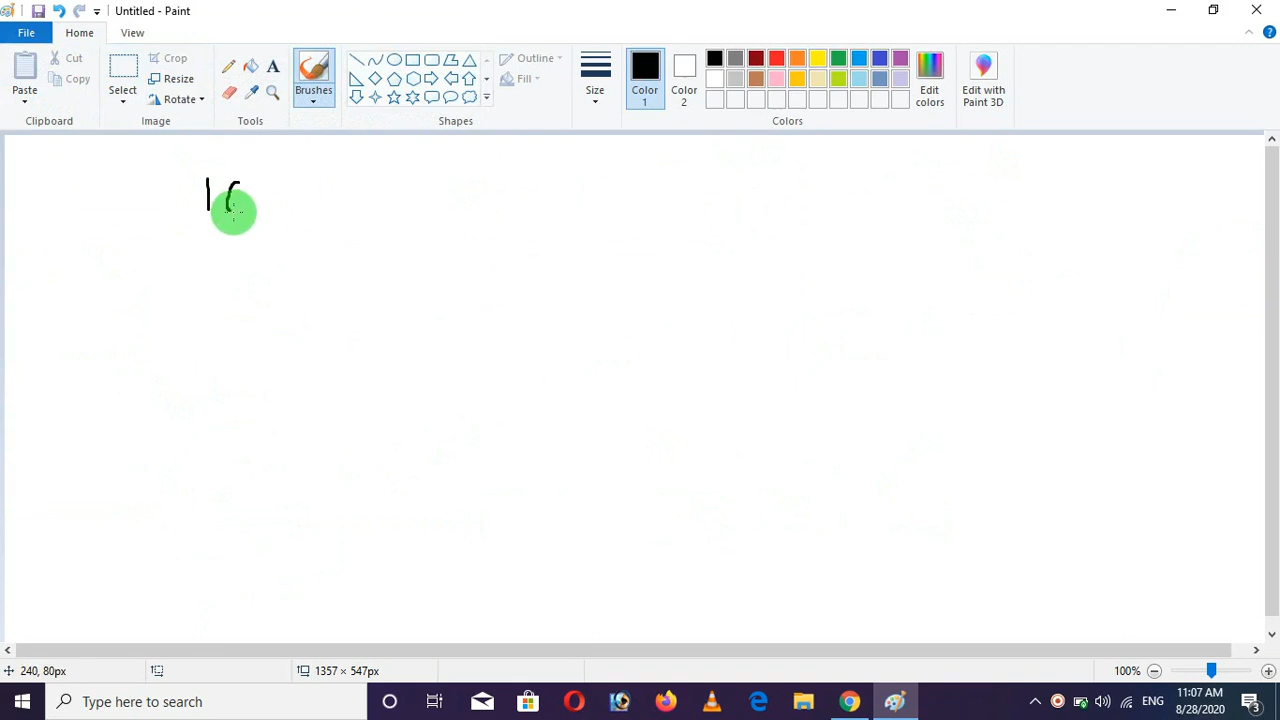 Untitled - Paint
File Home View
Paste
Cut
Copy
Clipboard
Select
Crop
Resize
Rotate
Image
Tools
Brushes
Outline
Fill
Shapes
Size
Color 1
Color 2
Edit colors
Colors
Edit with Paint 3D
240, 80px
1357 × 547px
100%
Type here to search
ENG
11:07 AM
8/28/2020
3